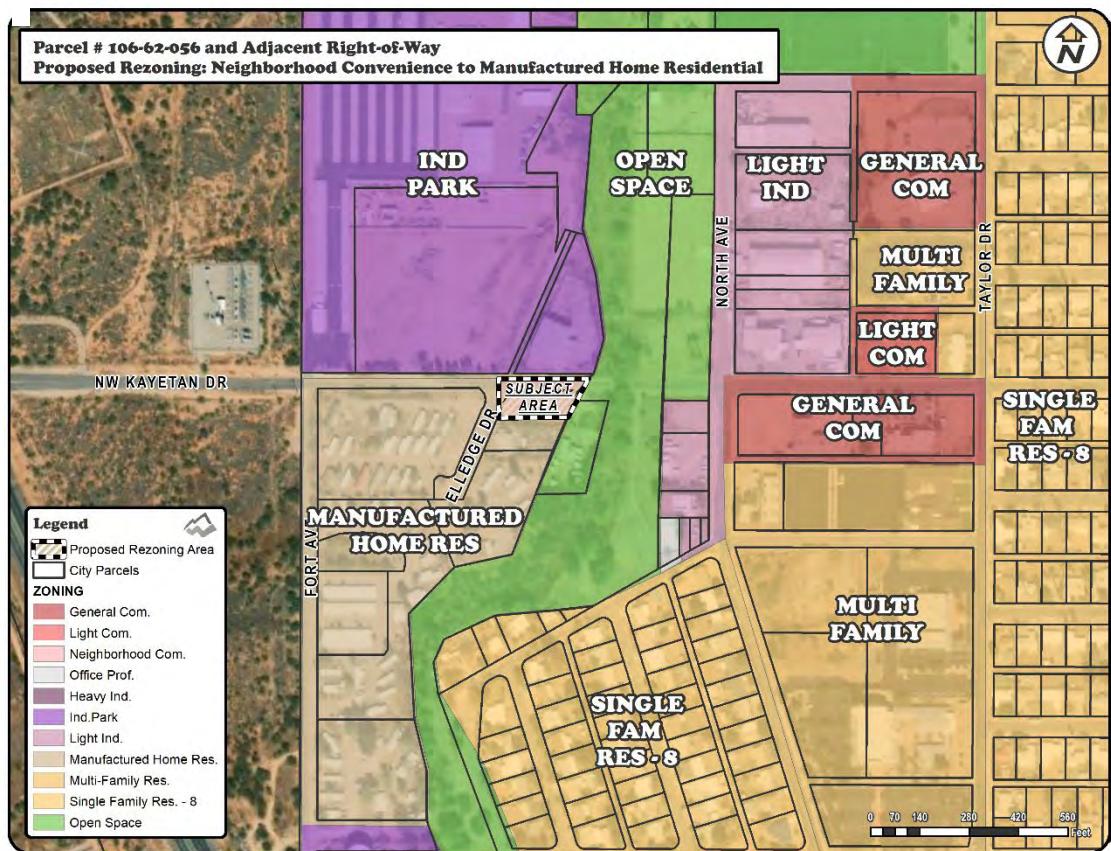 Parcel # 106-62-056 and Adjacent Right-of-Way
Proposed Rezoning: Neighborhood Convenience to Manufactured Home Residential
N
IND
PARK
OPEN
SPACE
LIGHT
IND
GENERAL
COM
NORTH AVE
MULTI
FAMILY
TAYLOR DR
LIGHT
COM
NW KAYETAN DR
SUBJECT
AREA
ELLEDGE DR
GENERAL
COM
SINGLE
FAM
RES - 8
MANUFACTURED
HOME RES
FORT AVE
MULTI
FAMILY
SINGLE
FAM
RES - 8
Legend
Proposed Rezoning Area
City Parcels
ZONING
General Com.
Light Com.
Neighborhood Com.
Office Prof.
Heavy Ind.
Ind.Park
Light Ind.
Manufactured Home Res.
Multi-Family Res.
Single Family Res. - 8
Open Space
0 70 140 280 420 560
Feet